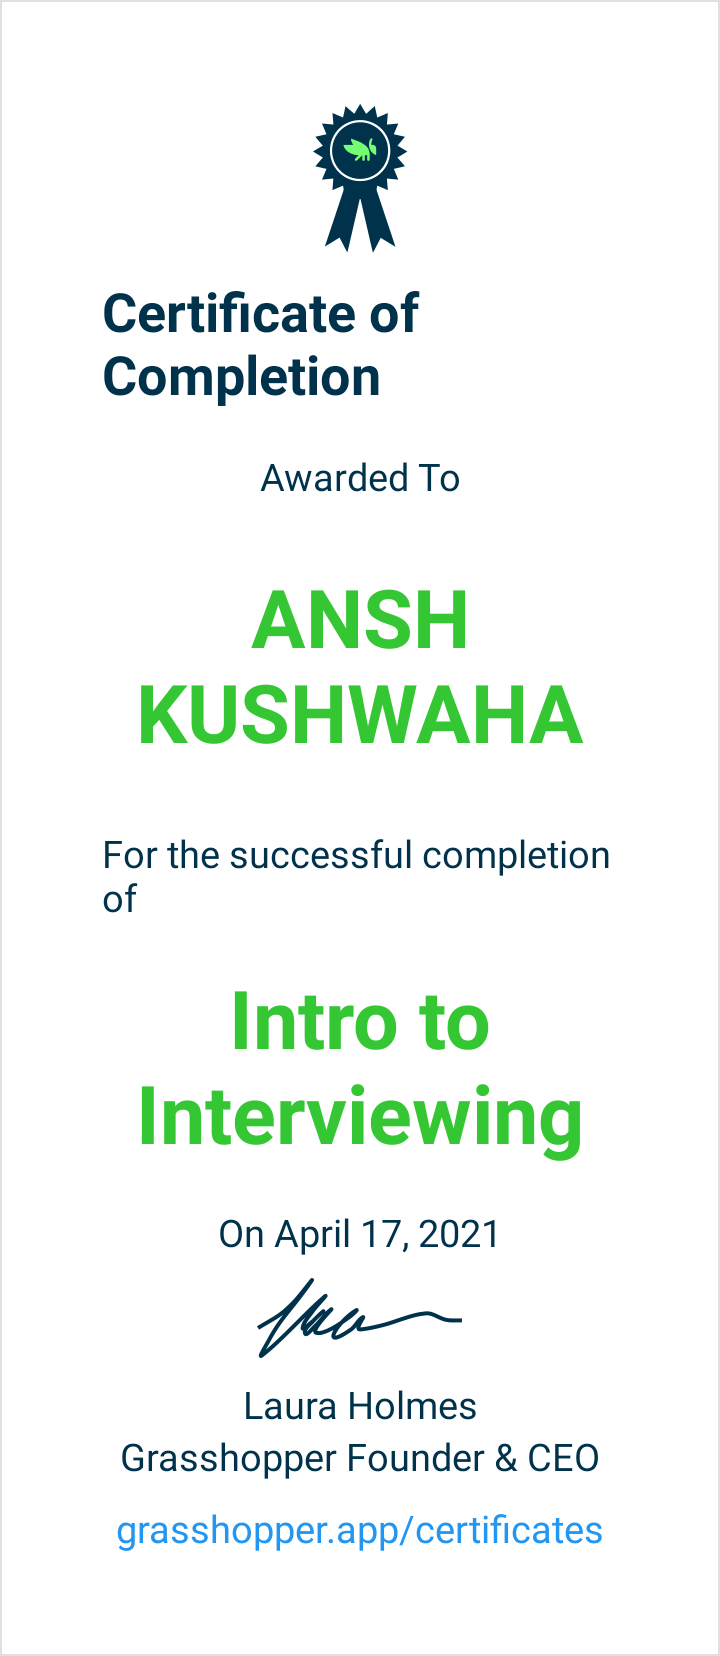 Certificate of
Completion
Awarded To
ANSH
KUSHWAHA
For the successful completion
of
Intro to
Interviewing
On April 17, 2021
Laura Holmes
Grasshopper Founder & CEO
grasshopper.app/certificates